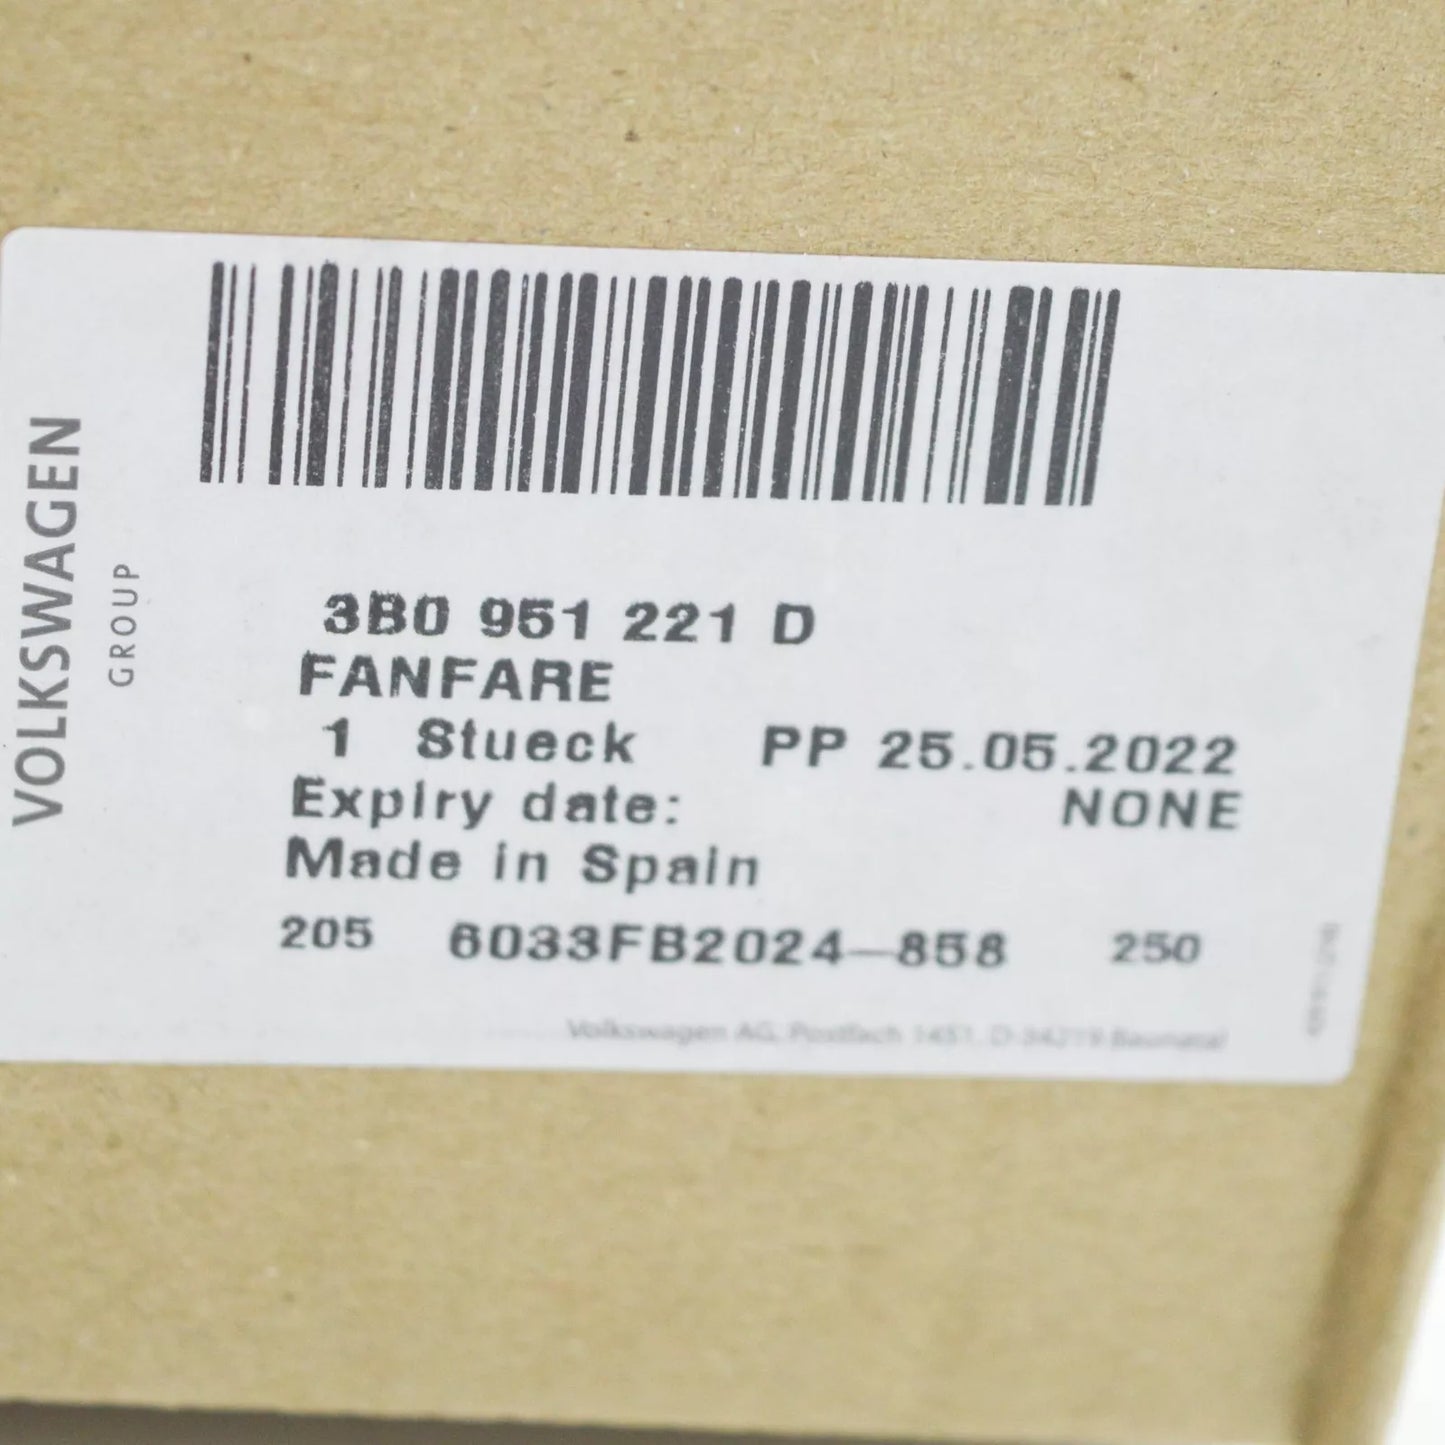 VOLKSWAGEN
GROUP
3B0 951 221 D
FANFARE
1 Stueck PP 25.05.2022
Expiry date: NONE
Made in Spain
205 6033FB2024-858 250
Volkswagen AG, Postfach 1451, D-34219 Baunatal